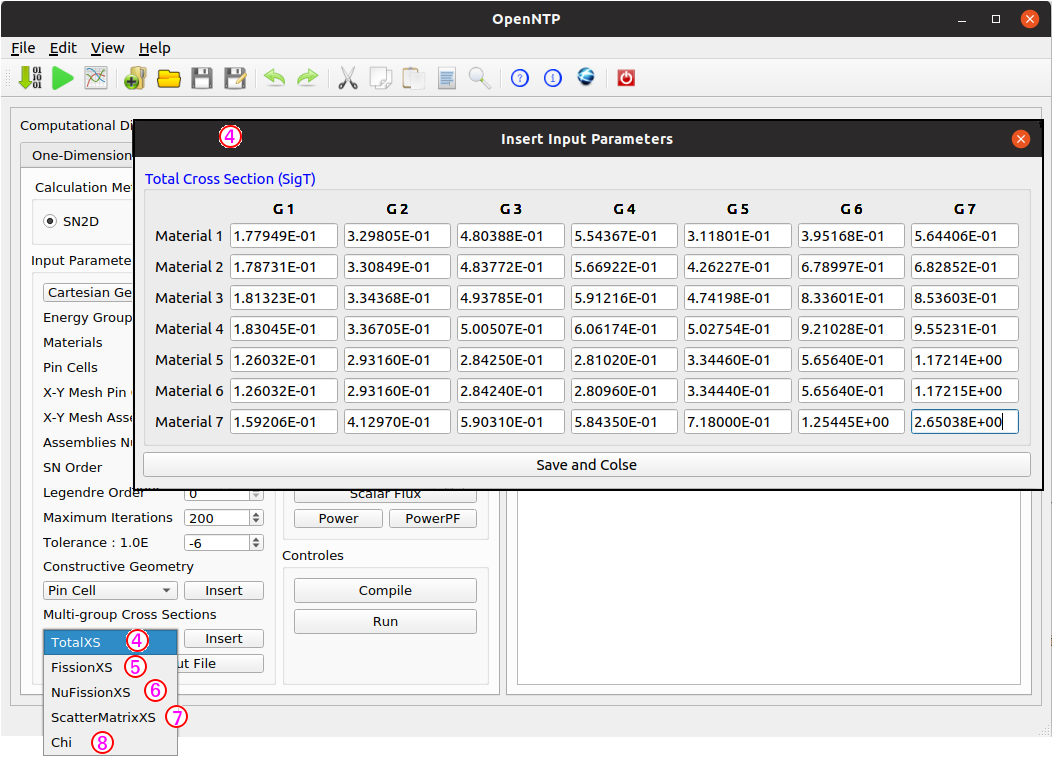 OpenNTP
File Edit View Help
Computational Di
④ Insert Input Parameters
One-Dimension
Total Cross Section (SigT)
Calculation Me
SN2D
G 1 G 2 G 3 G 4 G 5 G 6 G 7
Material 1 1.77949E-01 3.29805E-01 4.80388E-01 5.54367E-01 3.11801E-01 3.95168E-01 5.64406E-01
Material 2 1.78731E-01 3.30849E-01 4.83772E-01 5.66922E-01 4.26227E-01 6.78997E-01 6.82852E-01
Material 3 1.81323E-01 3.34368E-01 4.93785E-01 5.91216E-01 4.74198E-01 8.33601E-01 8.53603E-01
Material 4 1.83045E-01 3.36705E-01 5.00507E-01 6.06174E-01 5.02754E-01 9.21028E-01 9.55231E-01
Material 5 1.26032E-01 2.93160E-01 2.84250E-01 2.81020E-01 3.34460E-01 5.65640E-01 1.17214E+00
Material 6 1.26032E-01 2.93160E-01 2.84240E-01 2.80960E-01 3.34440E-01 5.65640E-01 1.17215E+00
Material 7 1.59206E-01 4.12970E-01 5.90310E-01 5.84350E-01 7.18000E-01 1.25445E+00 2.65038E+00
Save and Colse
Input Paramete
Cartesian Ge
Energy Group
Materials
Pin Cells
X-Y Mesh Pin
X-Y Mesh Asse
Assemblies Nu
SN Order
Legendre Order 0
Maximum Iterations 200
Tolerance : 1.0E -6
Constructive Geometry
Pin Cell Insert
Multi-group Cross Sections
TotalXS ④ Insert
FissionXS ⑤
ut File
NuFissionXS ⑥
ScatterMatrixXS ⑦
Chi ⑧
Scalar Flux
Power PowerPF
Controles
Compile
Run